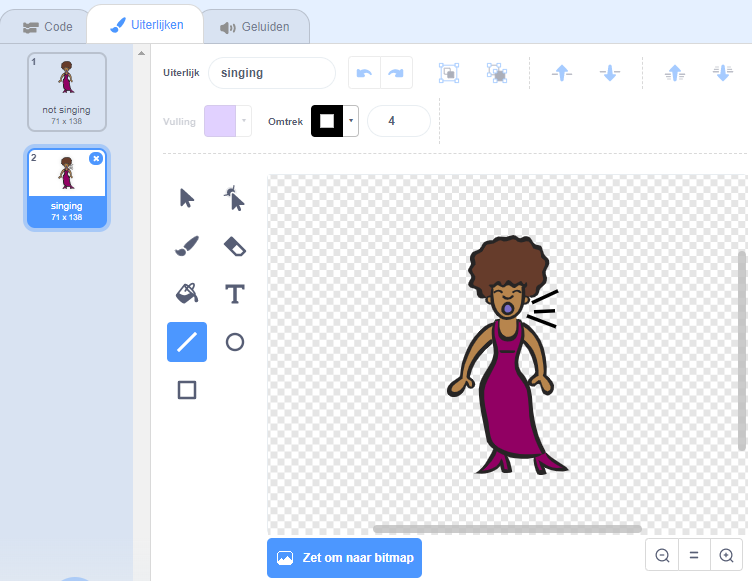 Code
Uiterlijken
Geluiden
1
not singing
71 x 138
2
singing
71 x 138
Uiterlijk
singing
Vulling
Omtrek
4
T
Zet om naar bitmap